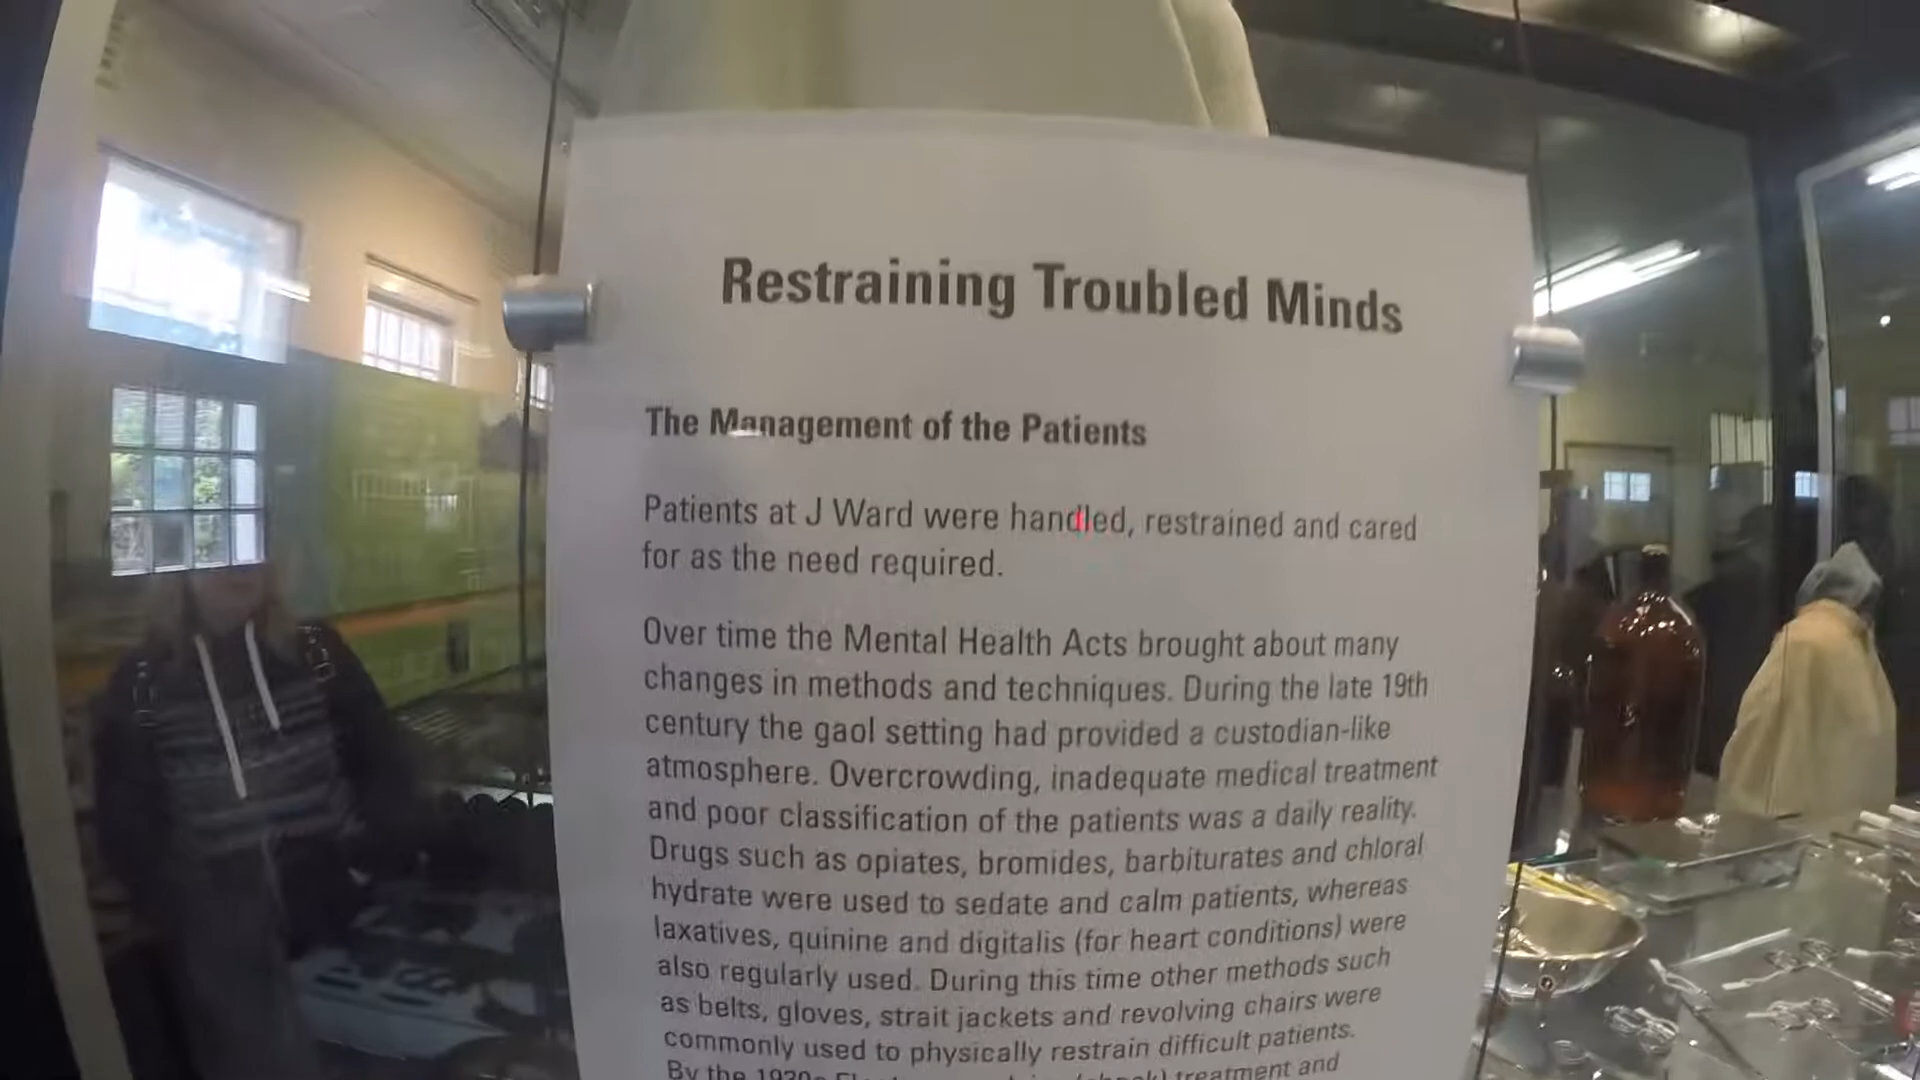 Restraining Troubled Minds
The Management of the Patients
Patients at J Ward were handled, restrained and cared
for as the need required.
Over time the Mental Health Acts brought about many
changes in methods and techniques. During the late 19th
century the gaol setting had provided a custodian-like
atmosphere. Overcrowding, inadequate medical treatment
and poor classification of the patients was a daily reality.
Drugs such as opiates, bromides, barbiturates and chloral
hydrate were used to sedate and calm patients, whereas
laxatives, quinine and digitalis (for heart conditions) were
also regularly used. During this time other methods such
as belts, gloves, strait jackets and revolving chairs were
commonly used to physically restrain difficult patients.
By the treatment and